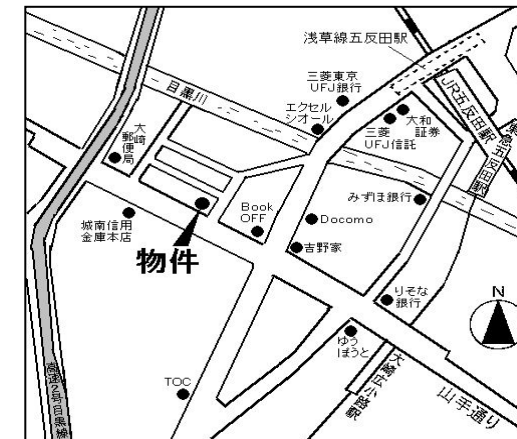 浅草線五反田駅
三菱東京
UFJ銀行
目黒川
エクセル
シオール
大和
証券
三菱
UFJ信託
JR五反田駅
東急五反田駅
大崎
郵便局
みずほ銀行
Book
OFF
Docomo
城南信用
金庫本店
物件
吉野家
N
りそな
銀行
ゆう
ぽうと
TOC
大崎広小路駅
山手通り
高速2号目黒線